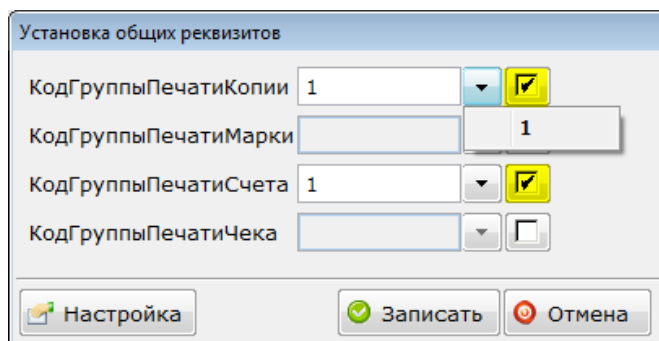 Установка общих реквизитов
КодГруппыПечатиКопии 1
1
КодГруппыПечатиМарки
КодГруппыПечатиСчета 1
КодГруппыПечатиЧека
Настройка Записать Отмена